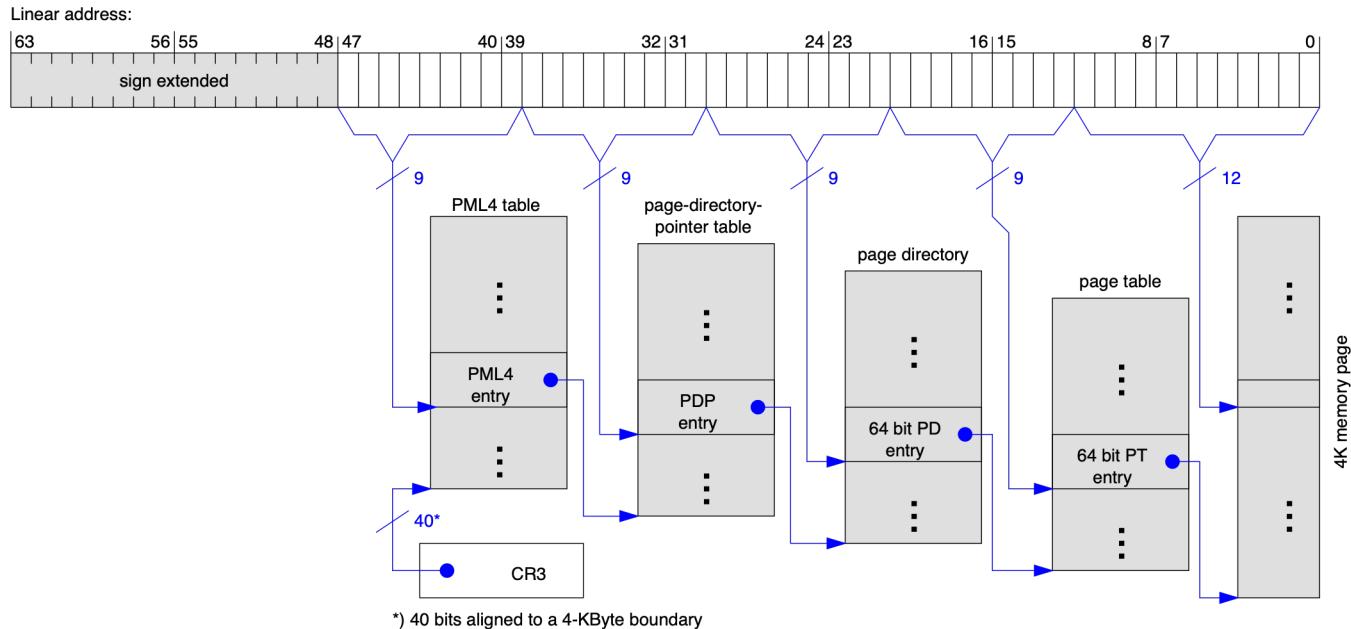 Linear address:
63 56 55 48 47 40 39 32 31 24 23 16 15 8 7 0
sign extended
9 9 9 9 12
PML4 table
page-directory-
pointer table
page directory
page table
PML4
entry
PDP
entry
64 bit PD
entry
64 bit PT
entry
4K memory page
40*
CR3
*) 40 bits aligned to a 4-KByte boundary